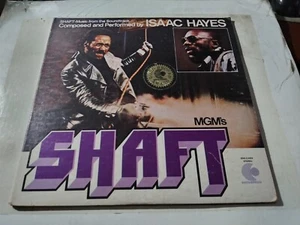 SHAFT/Music from the Soundtrack
Composed and Performed by ISAAC HAYES
MGM's
SHAFT